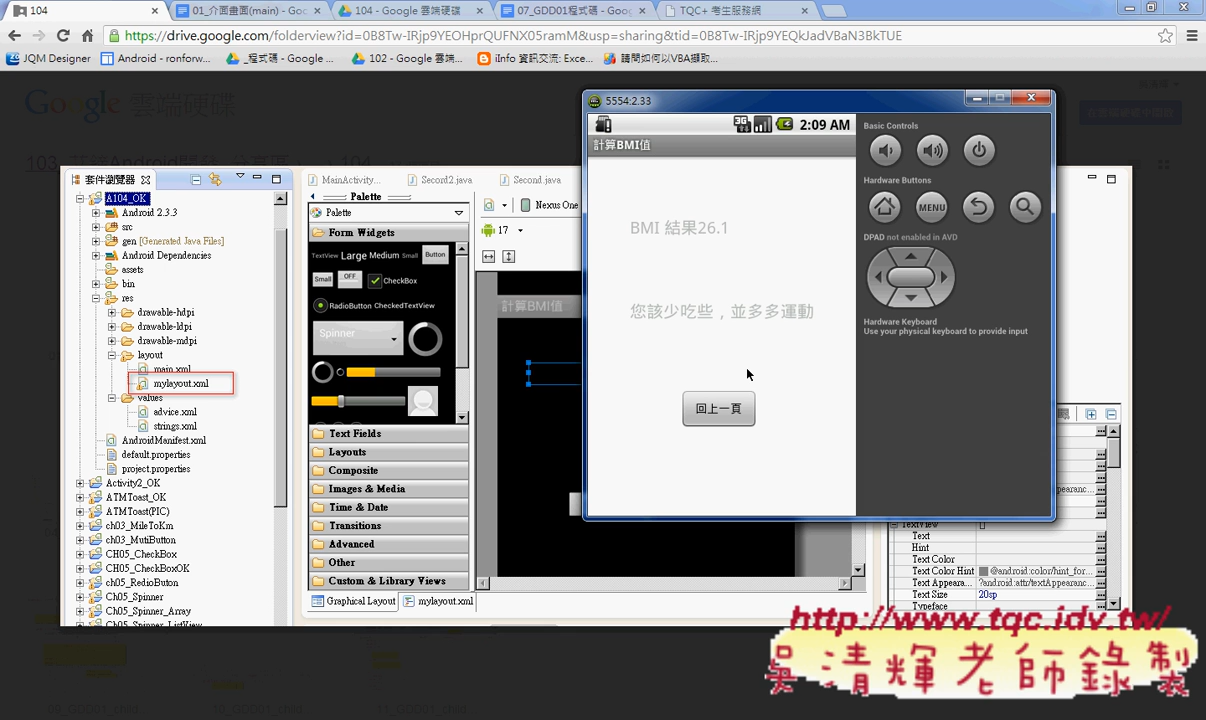 104
01_介面畫面(main) - Goc
104 - Google 雲端硬碟
07_GDD01程式碼 - Goc
TQC+ 考生服務網
https://drive.google.com/folderview?id=0B8Tw-IRjp9YEOHprQUFNX05ramM&usp=sharing&tid=0B8Tw-IRjp9YEQkJadVBaN3BkTUE
JQM Designer
Android - ronforw...
_程式碼 - Google ...
102 - Google 雲端...
iInfo 資訊交流: Exce...
請問如何以VBA擷取...
Google 雲端硬碟
套件瀏覽器
A104_OK
Android 2.3.3
src
gen [Generated Java Files]
Android Dependencies
assets
bin
res
drawable-hdpi
drawable-ldpi
drawable-mdpi
layout
main.xml
mylayout.xml
values
advice.xml
strings.xml
AndroidManifest.xml
default.properties
project.properties
Activity2_OK
ATMToast_OK
ATMToast(PIC)
ch03_MileToKm
ch03_MutiButton
CH05_CheckBox
CH05_CheckBoxOK
ch05_RedioButon
Ch05_Spinner
Ch05_Spinner_Array
Ch05_Spinner_ListView
MainActivity...
Secord2.java
Second.java
Palette
Palette
Form Widgets
TextView Large Medium Small Button
Small OFF CheckBox
RadioButton CheckedTextView
Spinner
Text Fields
Layouts
Composite
Images & Media
Time & Date
Transitions
Advanced
Other
Custom & Library Views
Nexus One
17
計算BMI值
Graphical Layout
mylayout.xml
5554:2.33
2:09 AM
計算BMI值
BMI 結果26.1
您該少吃些，並多多運動
回上一頁
Basic Controls
Hardware Buttons
MENU
DPAD not enabled in AVD
Hardware Keyboard
Use your physical keyboard to provide input
TextView
[]
Text
Hint
Text Color
Text Color Hint
@android:color/hint_for...
Text Appeara...
?android:attr/textAppearanc...
Text Size
20sp
Typeface
http://www.tqc.idv.tw/
吳清輝老師錄製